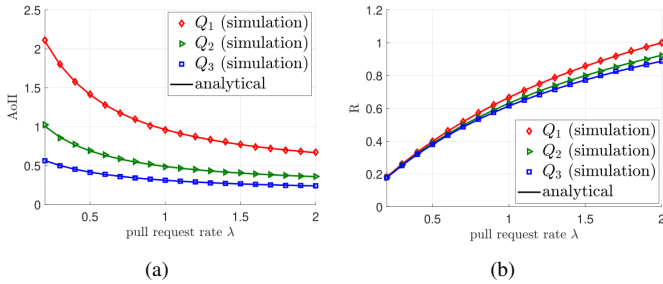 2.5
2
1.5
1
0.5
0
AoII
Q1 (simulation)
Q2 (simulation)
Q3 (simulation)
analytical
0.5 1 1.5 2
pull request rate λ
(a)
1.2
1
0.8
0.6
0.4
0.2
0
R
Q1 (simulation)
Q2 (simulation)
Q3 (simulation)
analytical
0.5 1 1.5 2
pull request rate λ
(b)